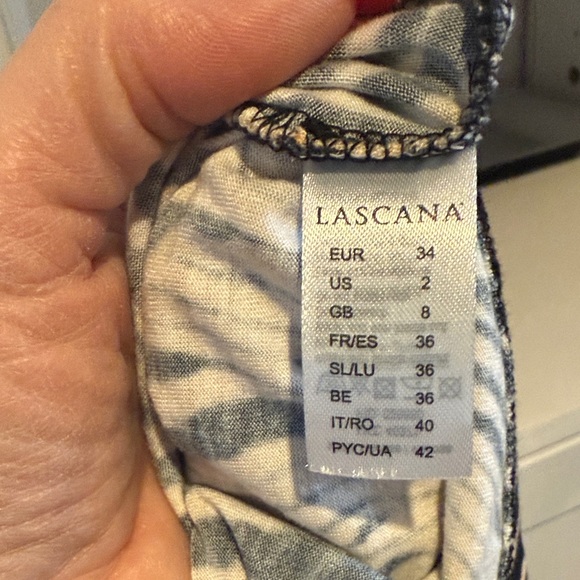 LASCANA
EUR 34
US 2
GB 8
FR/ES 36
SL/LU 36
BE 36
IT/RO 40
PYC/UA 42